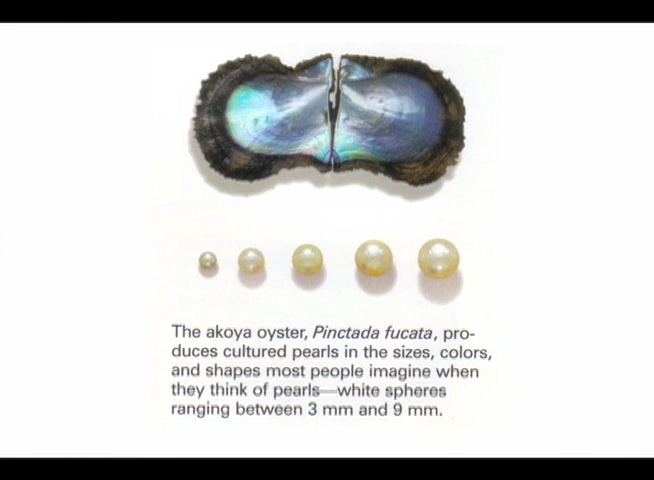 The akoya oyster, Pinctada fucata, pro-
duces cultured pearls in the sizes, colors,
and shapes most people imagine when
they think of pearls—white spheres
ranging between 3 mm and 9 mm.